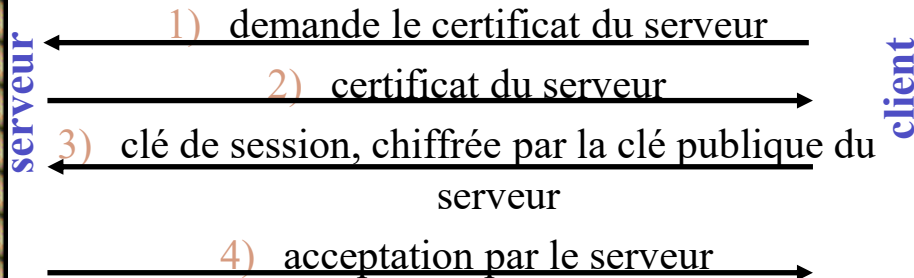 serveur
client
1) demande le certificat du serveur
2) certificat du serveur
3) clé de session, chiffrée par la clé publique du
serveur
4) acceptation par le serveur